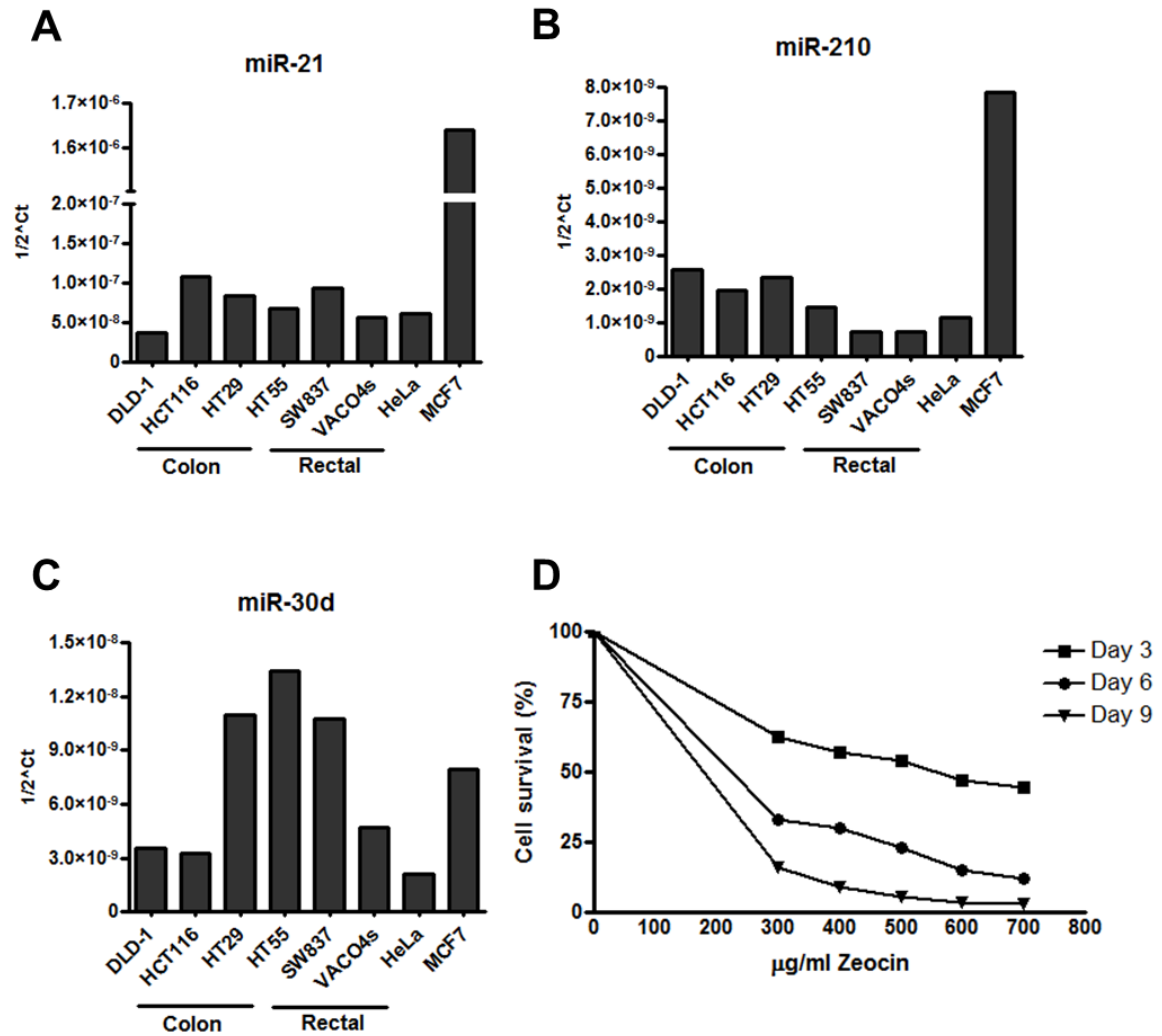 A
miR-21
1/2^Ct
1.7×10⁻⁶
1.6×10⁻⁶
2.0×10⁻⁷
1.5×10⁻⁷
1.0×10⁻⁷
5.0×10⁻⁸
0
DLD-1
HCT116
HT29
HT55
SW837
VACO4s
HeLa
MCF7
Colon
Rectal
B
miR-210
1/2^Ct
8.0×10⁻⁹
7.0×10⁻⁹
6.0×10⁻⁹
5.0×10⁻⁹
4.0×10⁻⁹
3.0×10⁻⁹
2.0×10⁻⁹
1.0×10⁻⁹
0
DLD-1
HCT116
HT29
HT55
SW837
VACO4s
HeLa
MCF7
Colon
Rectal
C
miR-30d
1/2^Ct
1.5×10⁻⁸
1.2×10⁻⁸
9.0×10⁻⁹
6.0×10⁻⁹
3.0×10⁻⁹
0
DLD-1
HCT116
HT29
HT55
SW837
VACO4s
HeLa
MCF7
Colon
Rectal
D
Cell survival (%)
100
75
50
25
0
0 100 200 300 400 500 600 700 800
µg/ml Zeocin
Day 3
Day 6
Day 9